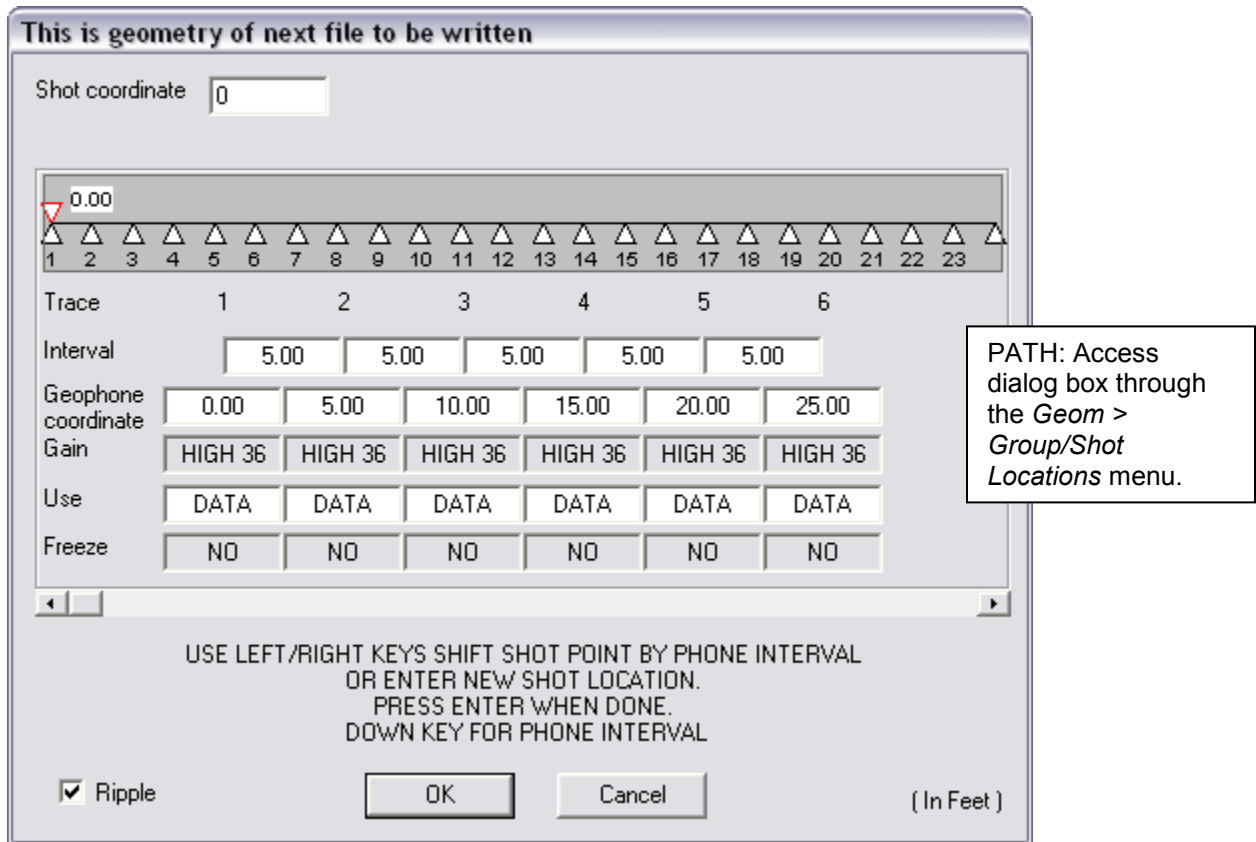 This is geometry of next file to be written
Shot coordinate 0
0.00
1 2 3 4 5 6 7 8 9 10 11 12 13 14 15 16 17 18 19 20 21 22 23
Trace 1 2 3 4 5 6
Interval 5.00 5.00 5.00 5.00 5.00
Geophone
coordinate 0.00 5.00 10.00 15.00 20.00 25.00
Gain HIGH 36 HIGH 36 HIGH 36 HIGH 36 HIGH 36 HIGH 36
Use DATA DATA DATA DATA DATA DATA
Freeze NO NO NO NO NO NO
USE LEFT/RIGHT KEYS SHIFT SHOT POINT BY PHONE INTERVAL
OR ENTER NEW SHOT LOCATION.
PRESS ENTER WHEN DONE.
DOWN KEY FOR PHONE INTERVAL
Ripple OK Cancel ( In Feet )
PATH: Access
dialog box through
the Geom >
Group/Shot
Locations menu.